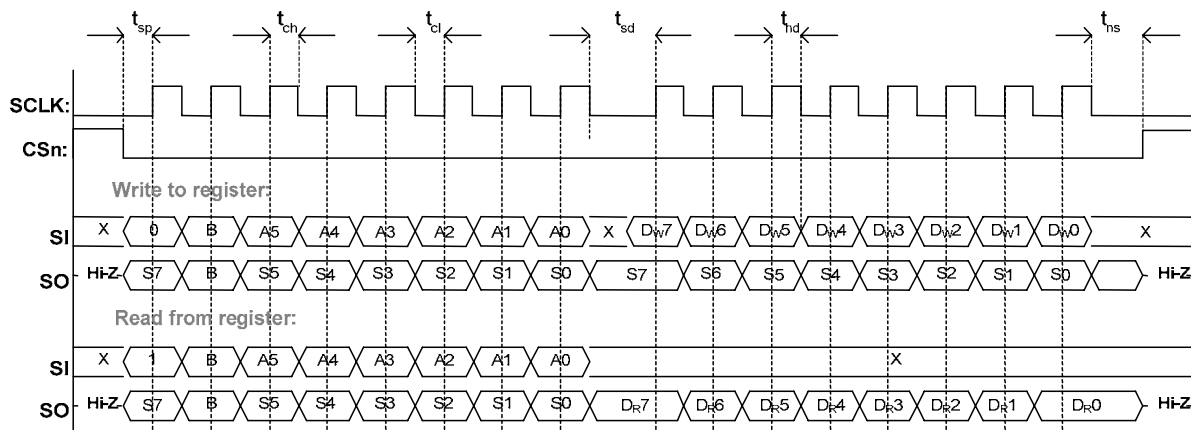 tsp tch tcl tsd thd tns
SCLK:
CSn:
Write to register:
SI X 0 B A5 A4 A3 A2 A1 A0 X DW7 DW6 DW5 DW4 DW3 DW2 DW1 DW0 X
SO Hi-Z S7 B S5 S4 S3 S2 S1 S0 S7 S6 S5 S4 S3 S2 S1 S0 Hi-Z
Read from register:
SI X 1 B A5 A4 A3 A2 A1 A0 X
SO Hi-Z S7 B S5 S4 S3 S2 S1 S0 DR7 DR6 DR5 DR4 DR3 DR2 DR1 DR0 Hi-Z